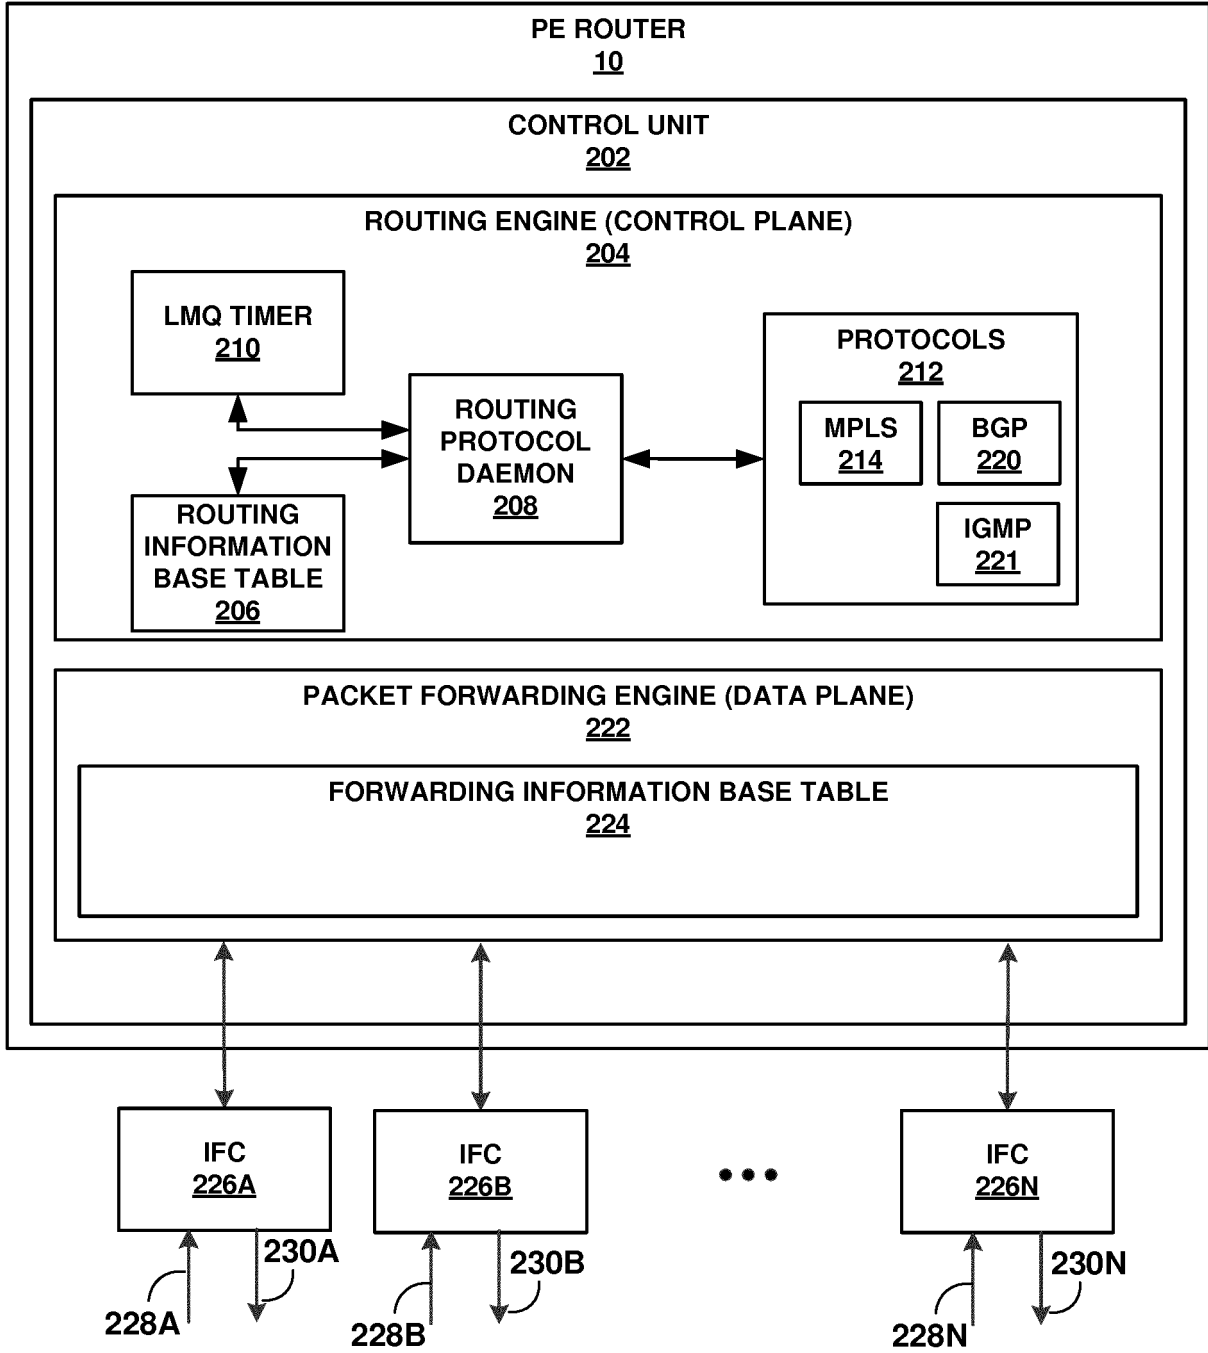 PE ROUTER
10
CONTROL UNIT
202
ROUTING ENGINE (CONTROL PLANE)
204
LMQ TIMER
210
ROUTING
PROTOCOL
DAEMON
208
PROTOCOLS
212
MPLS
214
BGP
220
IGMP
221
ROUTING
INFORMATION
BASE TABLE
206
PACKET FORWARDING ENGINE (DATA PLANE)
222
FORWARDING INFORMATION BASE TABLE
224
IFC
226A
IFC
226B
IFC
226N
228A
230A
228B
230B
228N
230N